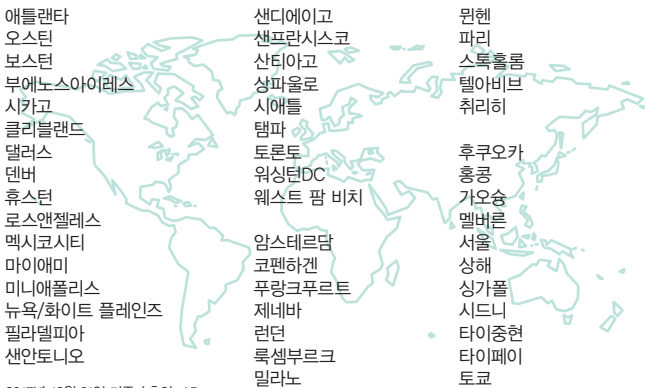 애틀랜타
오스틴
보스턴
부에노스아이레스
시카고
클리블랜드
댈러스
덴버
휴스턴
로스앤젤레스
멕시코시티
마이애미
미니애폴리스
뉴욕/화이트 플레인즈
필라델피아
샌안토니오
샌디에이고
샌프란시스코
산티아고
상파울로
시애틀
탬파
토론토
워싱턴DC
웨스트 팜 비치
암스테르담
코펜하겐
푸랑크푸르트
제네바
런던
룩셈부르크
밀라노
뮌헨
파리
스톡홀롬
텔아비브
취리히
후쿠오카
홍콩
가오슝
멜버른
서울
상해
싱가폴
시드니
타이중현
타이페이
토쿄